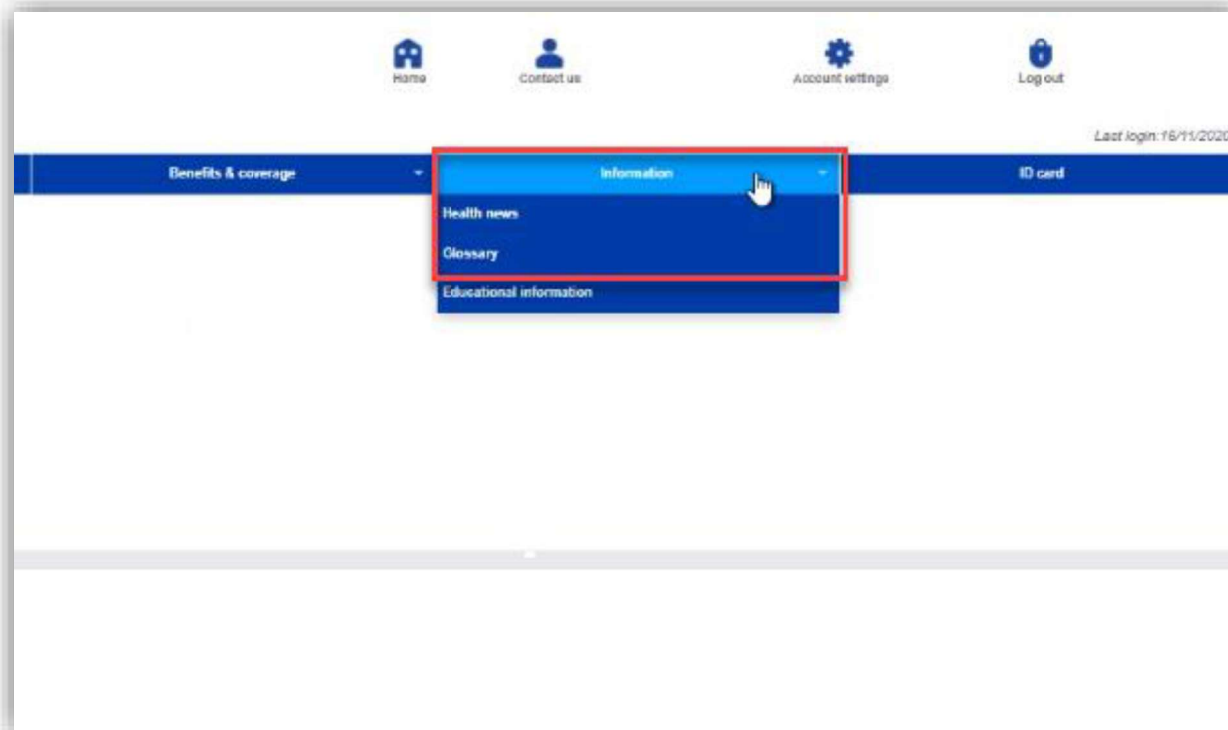 Home Contact us Account settings Log out
Last login: 16/11/2020
Benefits & coverage Information ID card
Health news
Glossary
Educational information